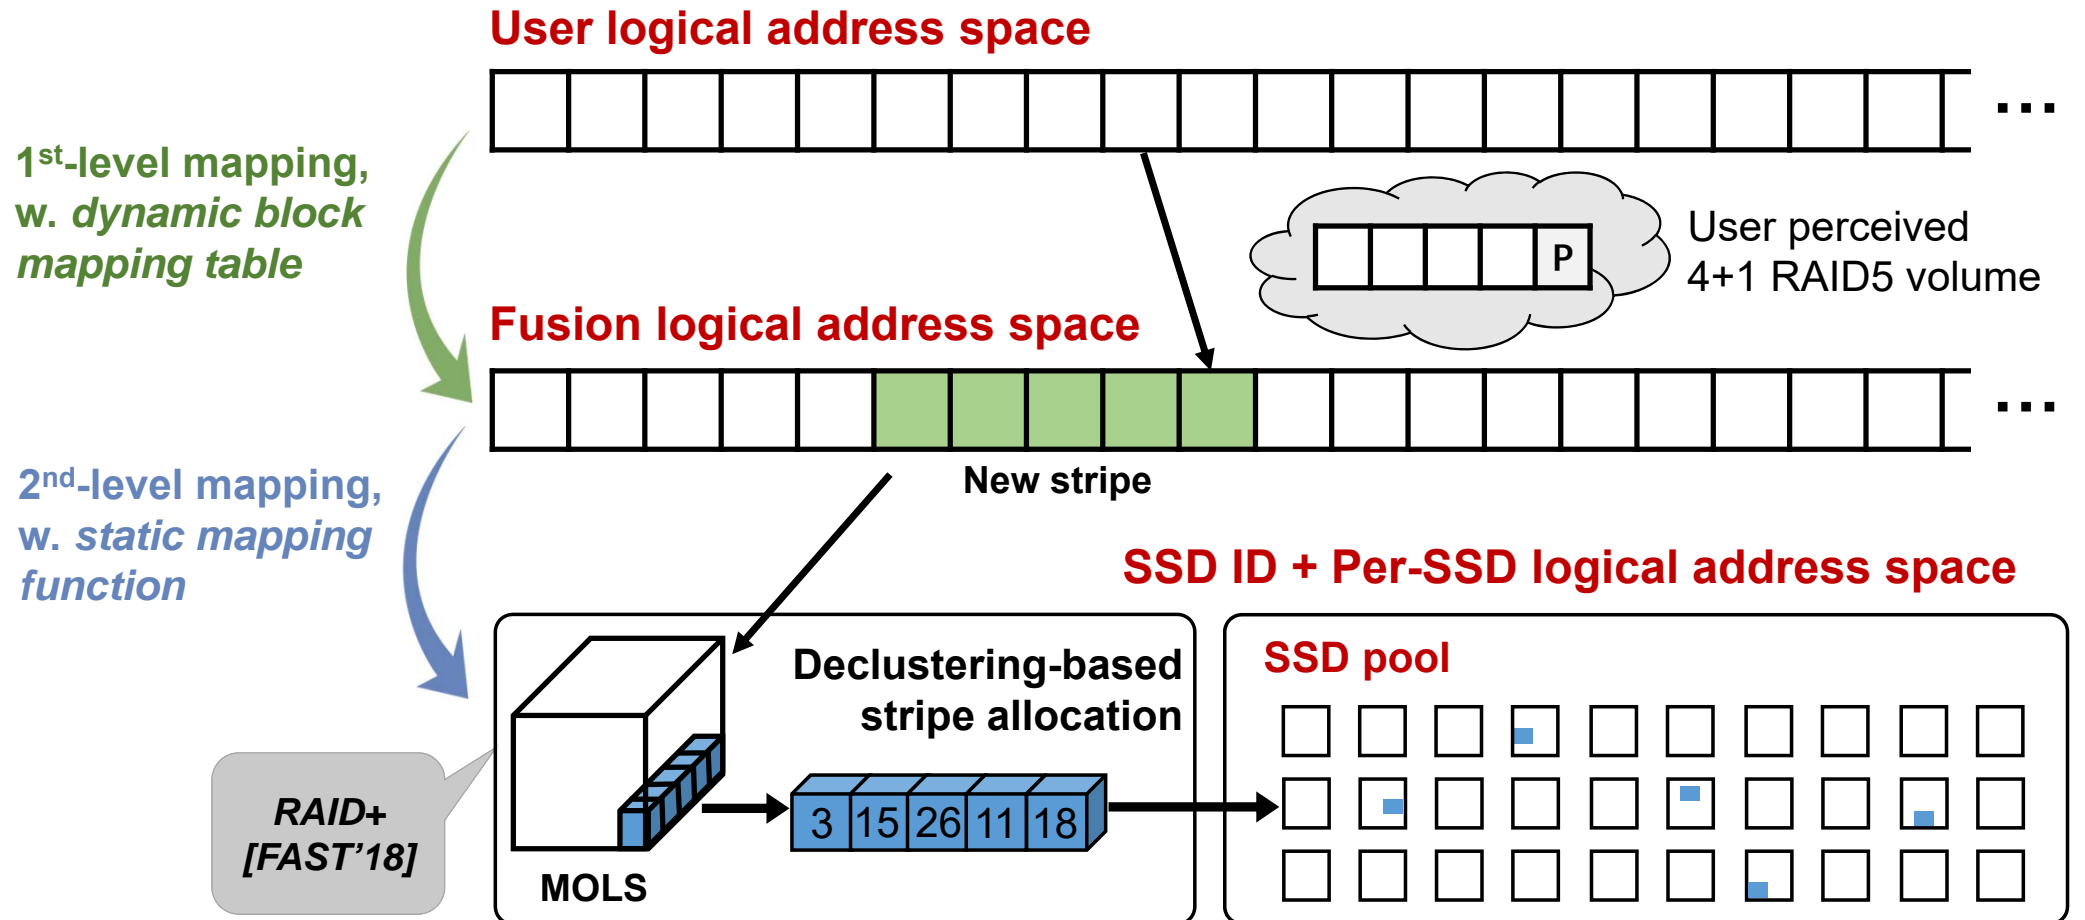 User logical address space
...
1st-level mapping,
w. dynamic block
mapping table
P
User perceived
4+1 RAID5 volume
Fusion logical address space
...
New stripe
2nd-level mapping,
w. static mapping
function
SSD ID + Per-SSD logical address space
Declustering-based
stripe allocation
SSD pool
RAID+
[FAST’18]
3 15 26 11 18
MOLS